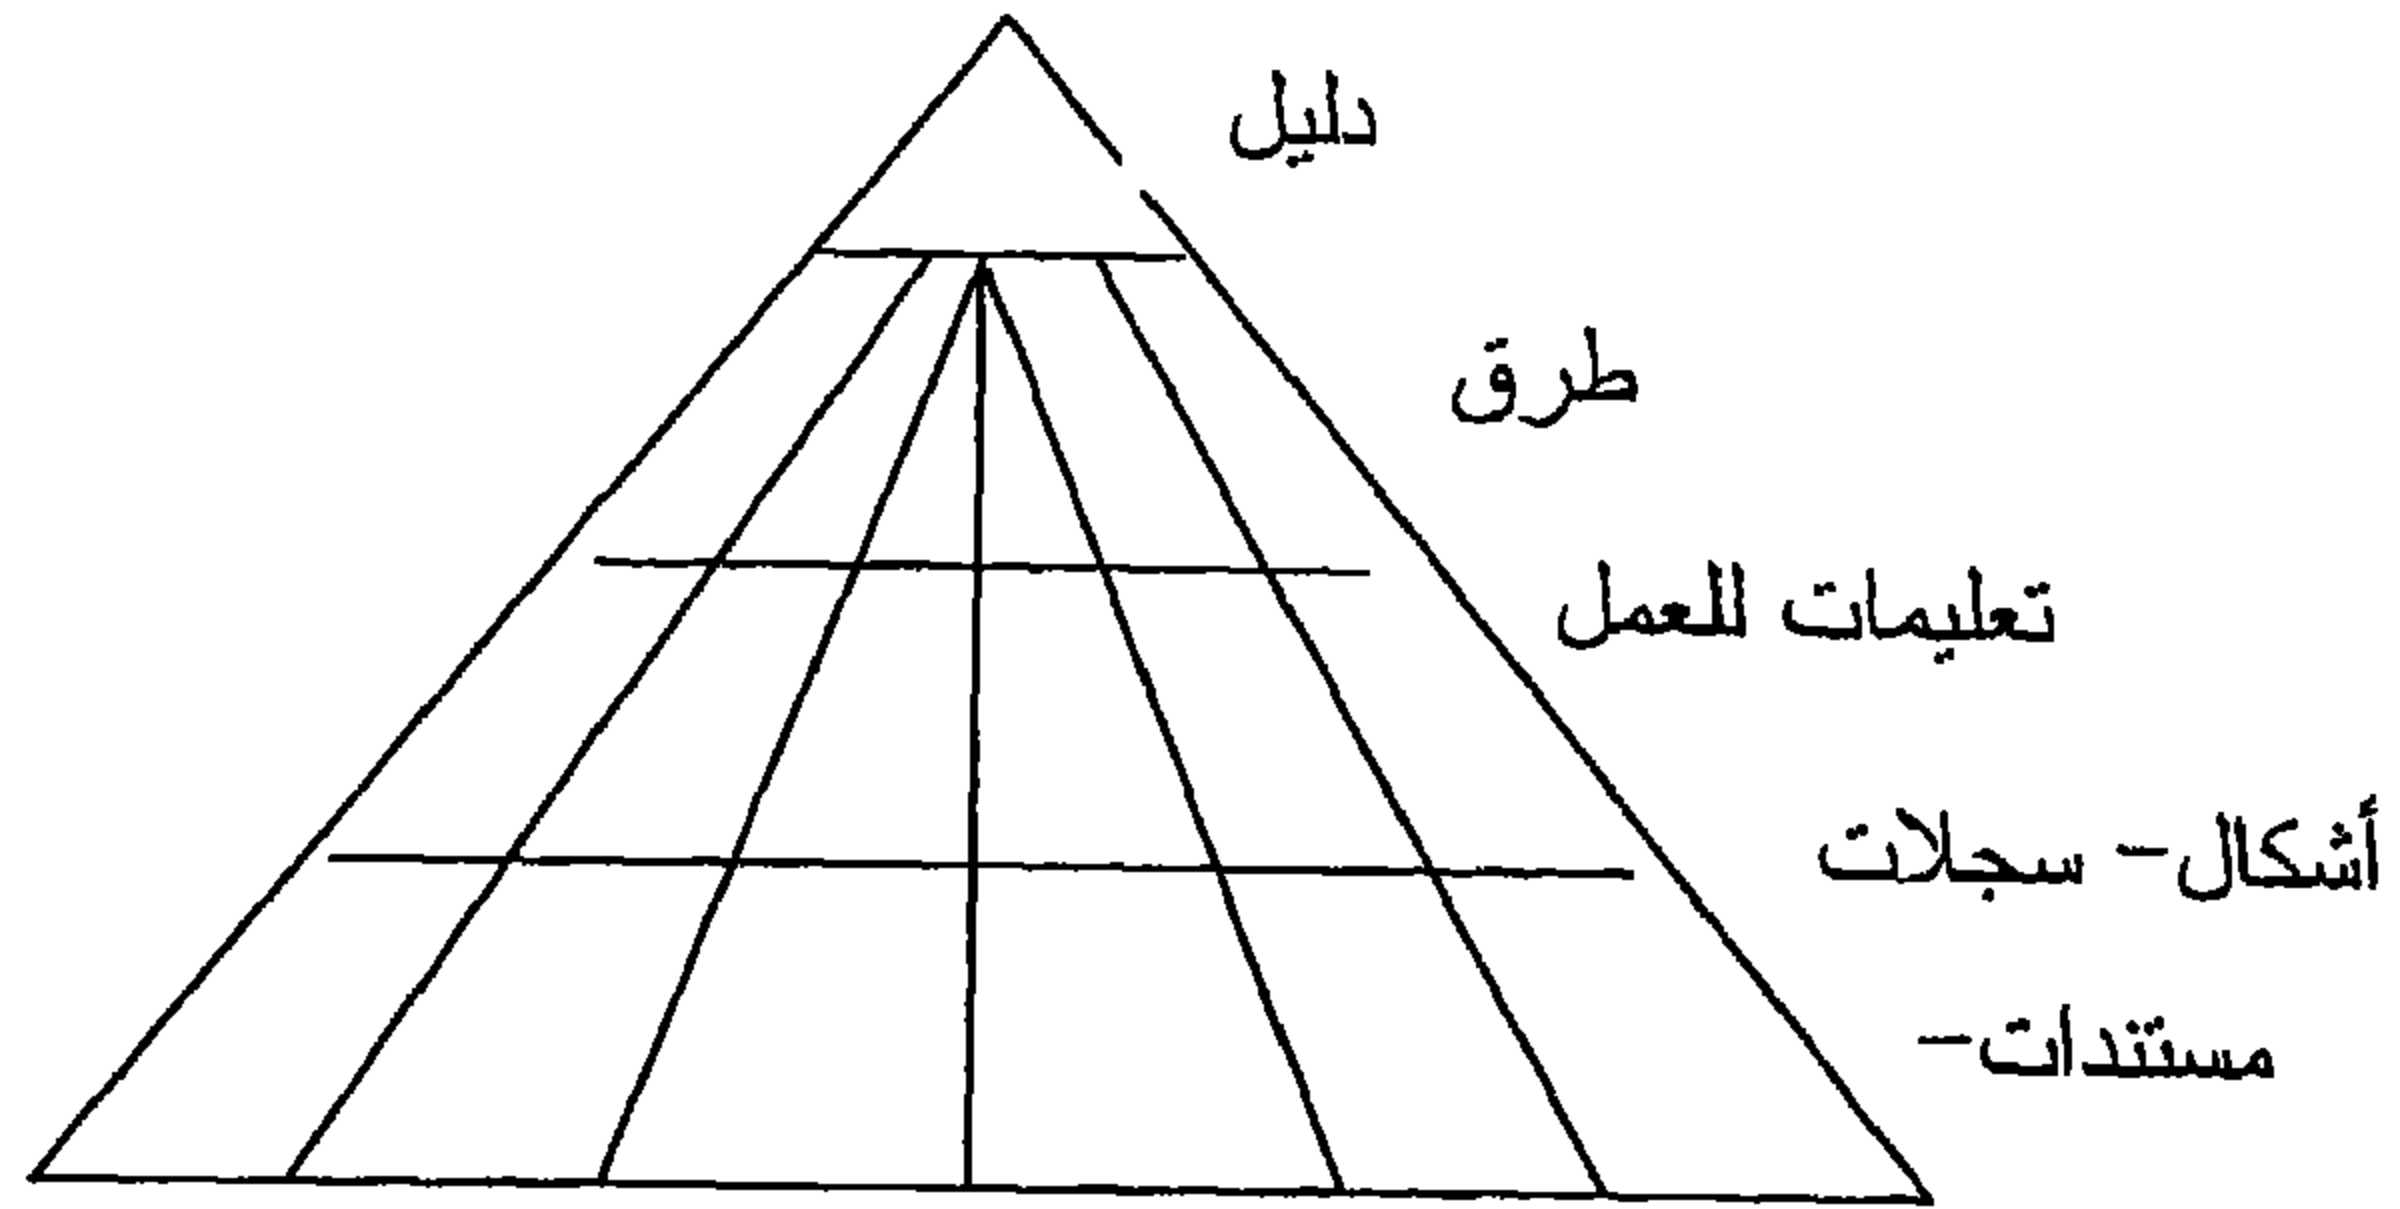 دليل
طرق
تعليمات للعمل
أشكال- سجلات
مستندات-